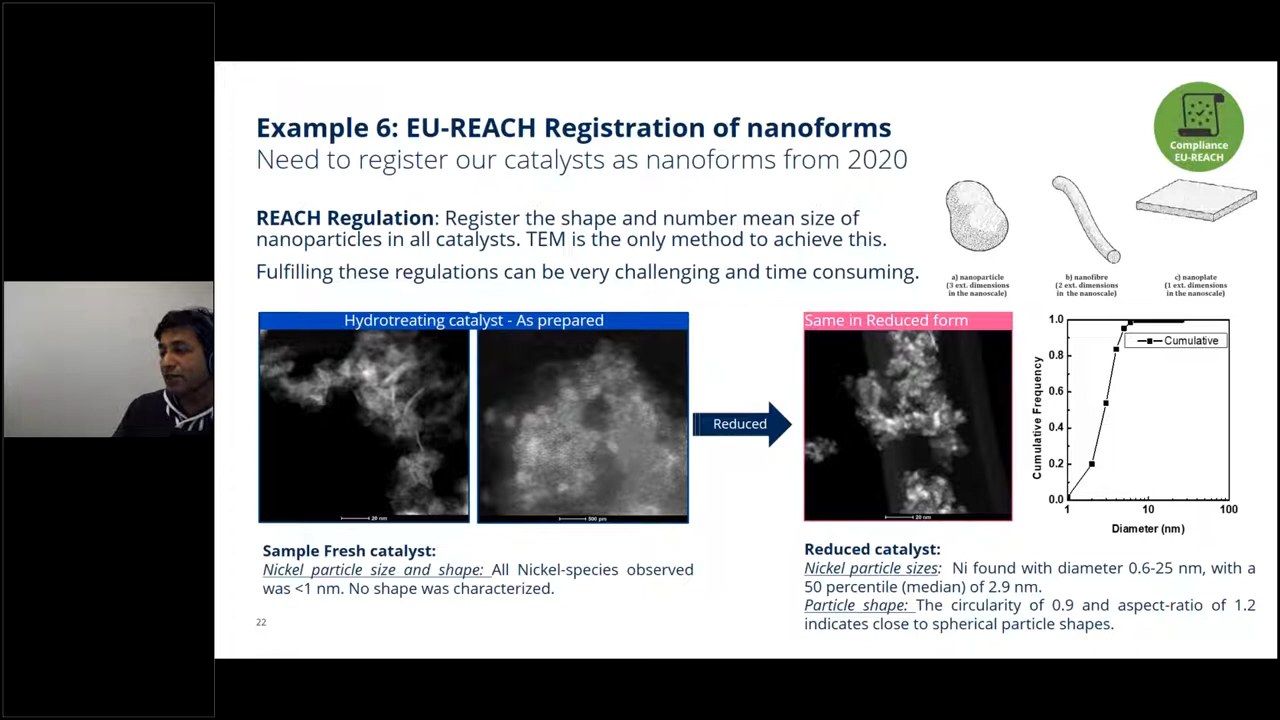 Example 6: EU-REACH Registration of nanoforms
Need to register our catalysts as nanoforms from 2020
Compliance
EU-REACH
REACH Regulation: Register the shape and number mean size of
nanoparticles in all catalysts. TEM is the only method to achieve this.
Fulfilling these regulations can be very challenging and time consuming.
a) nanoparticle
(3 ext. dimensions
in the nanoscale)
b) nanofibre
(2 ext. dimensions
in the nanoscale)
c) nanoplate
(1 ext. dimensions
in the nanoscale)
Hydrotreating catalyst - As prepared
20 nm
500 pm
Reduced
Same in Reduced form
20 nm
Cumulative Frequency
1.0
0.8
0.6
0.4
0.2
0.0
Cumulative
1 10 100
Diameter (nm)
Sample Fresh catalyst:
Nickel particle size and shape: All Nickel-species observed
was <1 nm. No shape was characterized.
Reduced catalyst:
Nickel particle sizes: Ni found with diameter 0.6-25 nm, with a
50 percentile (median) of 2.9 nm.
Particle shape: The circularity of 0.9 and aspect-ratio of 1.2
indicates close to spherical particle shapes.
22